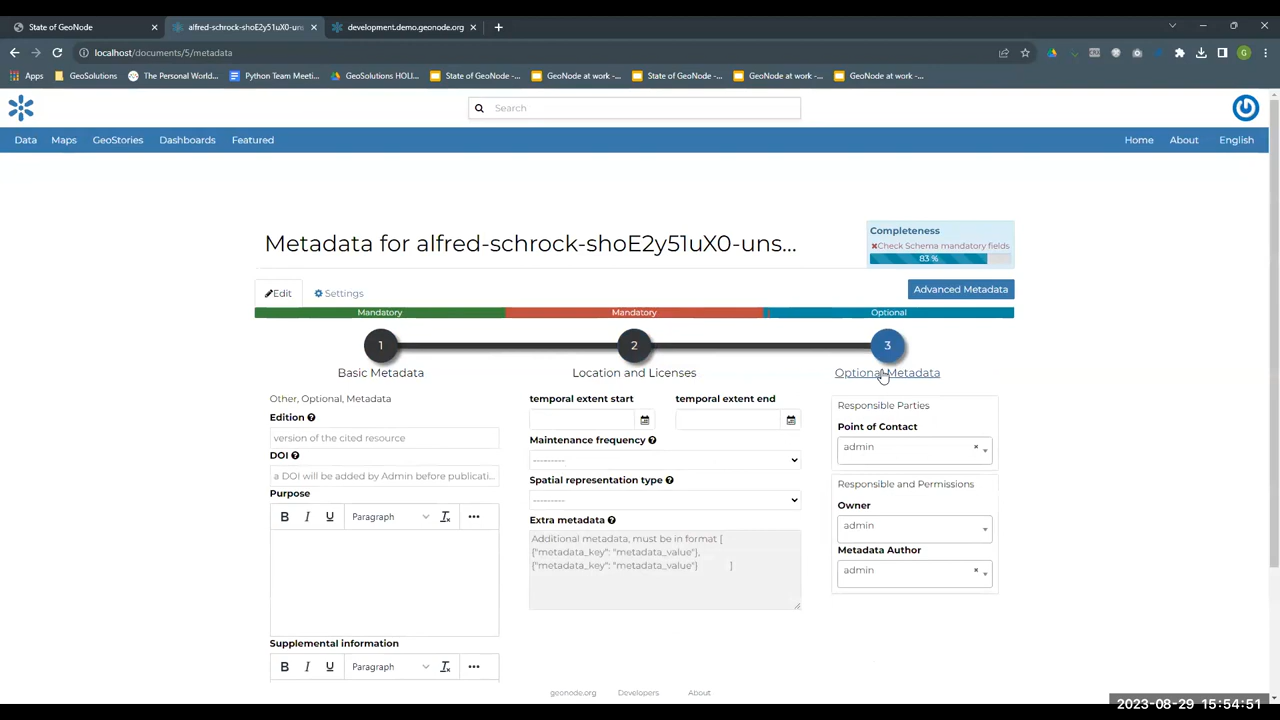 State of GeoNode
alfred-schrock-shoE2y51uX0-uns
development.demo.geonode.org
localhost/documents/5/metadata
G
Apps
GeoSolutions
The Personal World...
Python Team Meeti...
GeoSolutions HOLI...
State of GeoNode -...
GeoNode at work -...
State of GeoNode -...
GeoNode at work -...
GeoNode at work -...
Search
Data
Maps
GeoStories
Dashboards
Featured
Home
About
English
Metadata for alfred-schrock-shoE2y51uX0-uns...
Completeness
Check Schema mandatory fields
83 %
Edit
Settings
Advanced Metadata
Mandatory
Mandatory
Optional
1
2
3
Basic Metadata
Location and Licenses
Optional Metadata
Other, Optional, Metadata
Edition
version of the cited resource
DOI
a DOI will be added by Admin before publicati...
Purpose
B I U Paragraph
Supplemental information
B I U Paragraph
temporal extent start
temporal extent end
Maintenance frequency
---------
Spatial representation type
---------
Extra metadata
Additional metadata, must be in format [
{"metadata_key": "metadata_value"},
{"metadata_key": "metadata_value"} ]
Responsible Parties
Point of Contact
admin
Responsible and Permissions
Owner
admin
Metadata Author
admin
geonode.org
Developers
About
2023-08-29 15:54:51